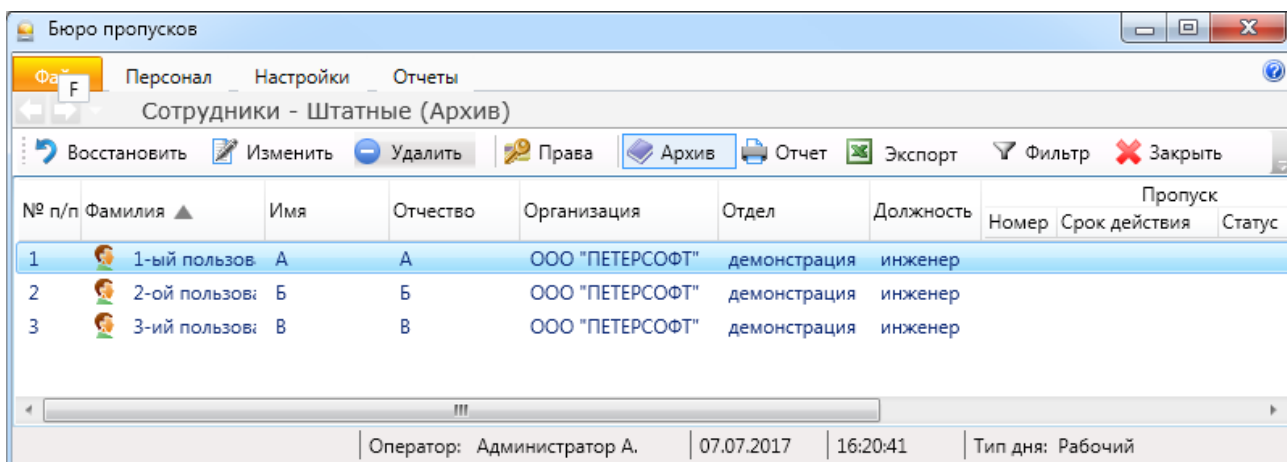 Бюро пропусков
Персонал Настройки Отчеты
F
Сотрудники - Штатные (Архив)
Восстановить Изменить Удалить Права Архив Отчет Экспорт Фильтр Закрыть
Пропуск
№ п/п Фамилия Имя Отчество Организация Отдел Должность Номер Срок действия Статус
1 1-ый пользов А А ООО "ПЕТЕРСОФТ" демонстрация инженер
2 2-ой пользова Б Б ООО "ПЕТЕРСОФТ" демонстрация инженер
3 3-ий пользова В В ООО "ПЕТЕРСОФТ" демонстрация инженер
Оператор: Администратор А. 07.07.2017 16:20:41 Тип дня: Рабочий